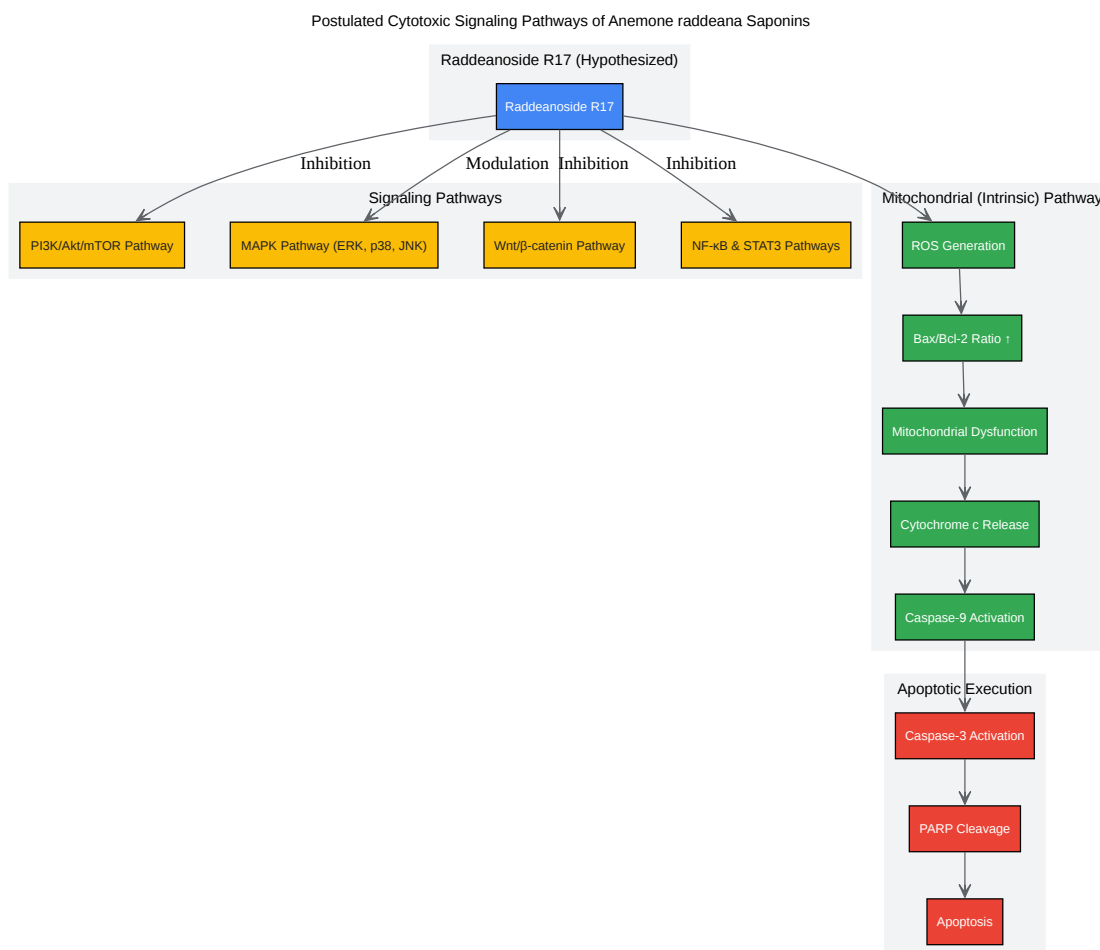 Postulated Cytotoxic Signaling Pathways of Anemone raddeana Saponins
Raddeanoside R17 (Hypothesized)
Raddeanoside R17
Inhibition
Modulation
Inhibition
Inhibition
Signaling Pathways
Mitochondrial (Intrinsic) Pathway
PI3K/Akt/mTOR Pathway
MAPK Pathway (ERK, p38, JNK)
Wnt/β-catenin Pathway
NF-κB & STAT3 Pathways
ROS Generation
Bax/Bcl-2 Ratio ↑
Mitochondrial Dysfunction
Cytochrome c Release
Caspase-9 Activation
Apoptotic Execution
Caspase-3 Activation
PARP Cleavage
Apoptosis